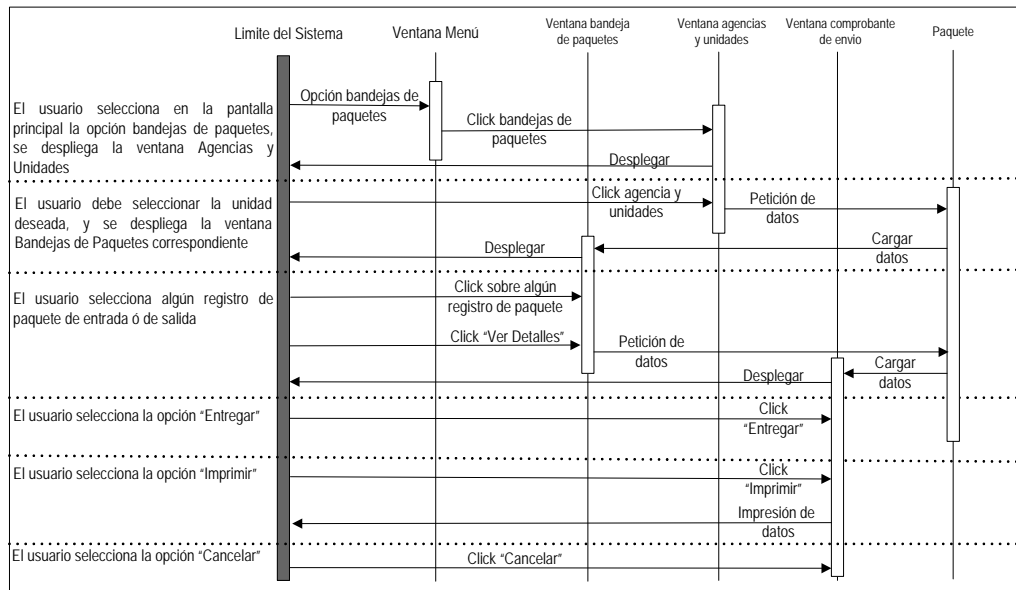 Limite del Sistema
Ventana Menú
Ventana bandeja
de paquetes
Ventana agencias
y unidades
Ventana comprobante
de envio
Paquete
El usuario selecciona en la pantalla
principal la opción bandejas de paquetes,
se despliega la ventana Agencias y
Unidades
Opción bandejas de
paquetes
Click bandejas de
paquetes
Desplegar
El usuario debe seleccionar la unidad
deseada, y se despliega la ventana
Bandejas de Paquetes correspondiente
Click agencia y
unidades
Petición de
datos
Cargar
datos
Desplegar
El usuario selecciona algún registro de
paquete de entrada ó de salida
Click sobre algún
registro de paquete
Click “Ver Detalles”
Petición de
datos
Cargar
datos
Desplegar
El usuario selecciona la opción “Entregar”
Click
“Entregar”
El usuario selecciona la opción “Imprimir”
Click
“Imprimir”
Impresión de
datos
El usuario selecciona la opción “Cancelar”
Click “Cancelar”